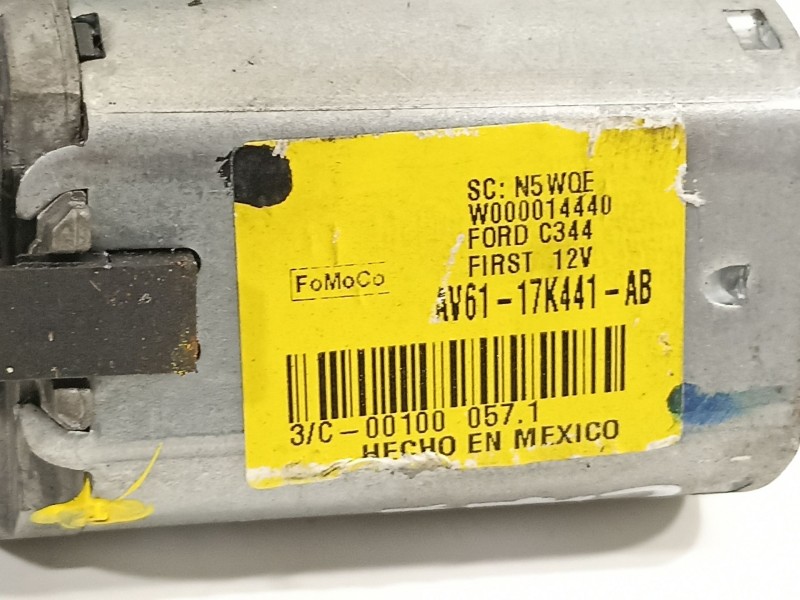 SC: N5WQE
W000014440
FORD C344
FIRST 12V
FoMoCo
AV61-17K441-AB
3/C-00100 057.1
HECHO EN MEXICO